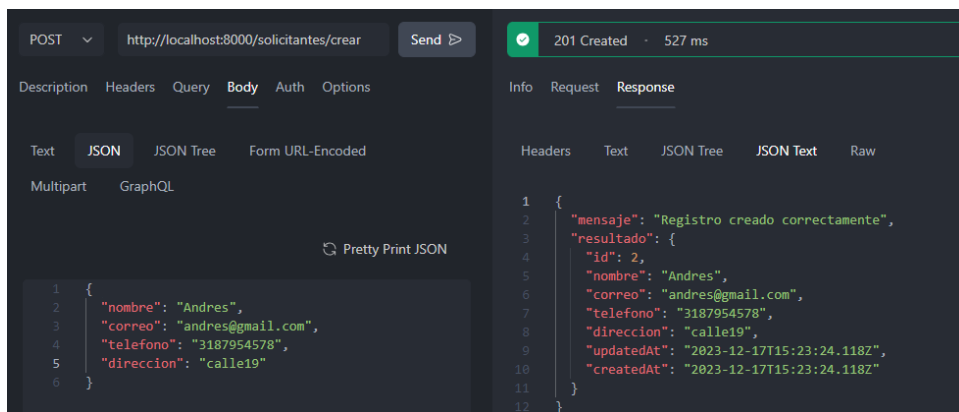 POST http://localhost:8000/solicitantes/crear Send
Description Headers Query Body Auth Options
Text JSON JSON Tree Form URL-Encoded
Multipart GraphQL
Pretty Print JSON
1 {
2 "nombre": "Andres",
3 "correo": "andres@gmail.com",
4 "telefono": "3187954578",
5 "direccion": "calle19"
6 }
201 Created · 527 ms
Info Request Response
Headers Text JSON Tree JSON Text Raw
1 {
2 "mensaje": "Registro creado correctamente",
3 "resultado": {
4 "id": 2,
5 "nombre": "Andres",
6 "correo": "andres@gmail.com",
7 "telefono": "3187954578",
8 "direccion": "calle19",
9 "updatedAt": "2023-12-17T15:23:24.118Z",
10 "createdAt": "2023-12-17T15:23:24.118Z"
11 }
12 }